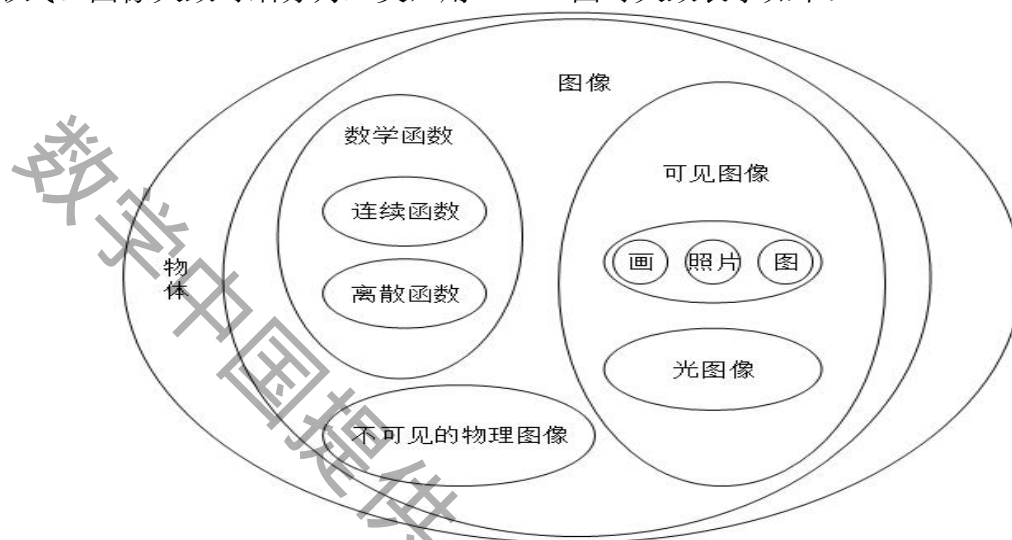 图像
数学函数
可见图像
连续函数
画 照片 图
物
体
离散函数
光图像
不可见的物理图像
数学中国提供